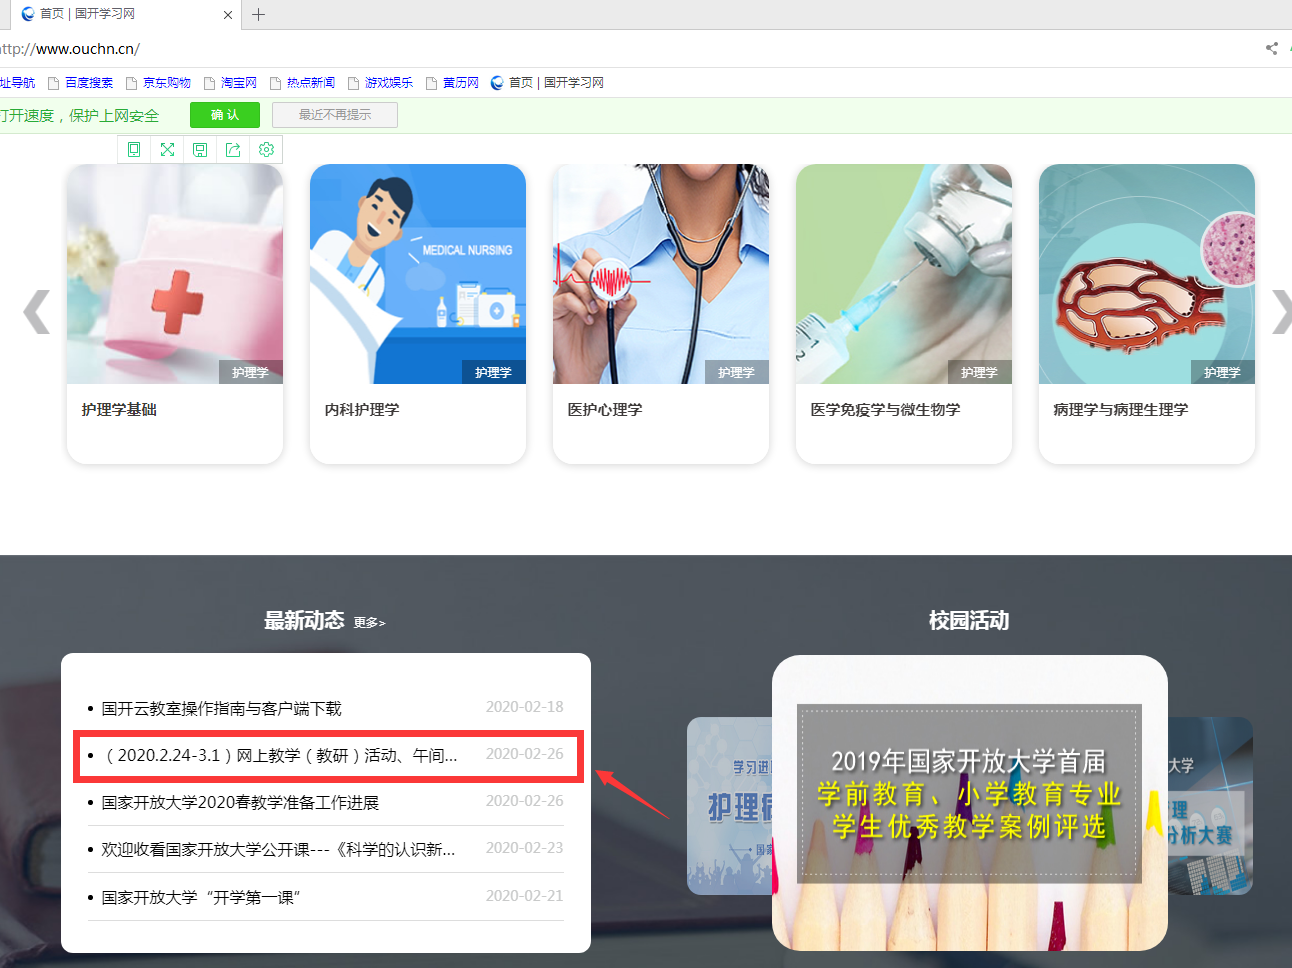 首页 | 国开学习网
http://www.ouchn.cn/
址导航 百度搜索 京东购物 淘宝网 热点新闻 游戏娱乐 黄历网 首页 | 国开学习网
打开速度，保护上网安全 确 认 最近不再提示
MEDICAL NURSING
护理学 护理学 护理学 护理学 护理学
护理学基础 内科护理学 医护心理学 医学免疫学与微生物学 病理学与病理生理学
最新动态 更多>
国开云教室操作指南与客户端下载 2020-02-18
（2020.2.24-3.1）网上教学（教研）活动、午间... 2020-02-26
国家开放大学2020春教学准备工作进展 2020-02-26
欢迎收看国家开放大学公开课---《科学的认识新... 2020-02-23
国家开放大学“开学第一课” 2020-02-21
校园活动
学习进
护理病
国家
2019年国家开放大学首届
学前教育、小学教育专业
学生优秀教学案例评选
大学
理
分析大赛